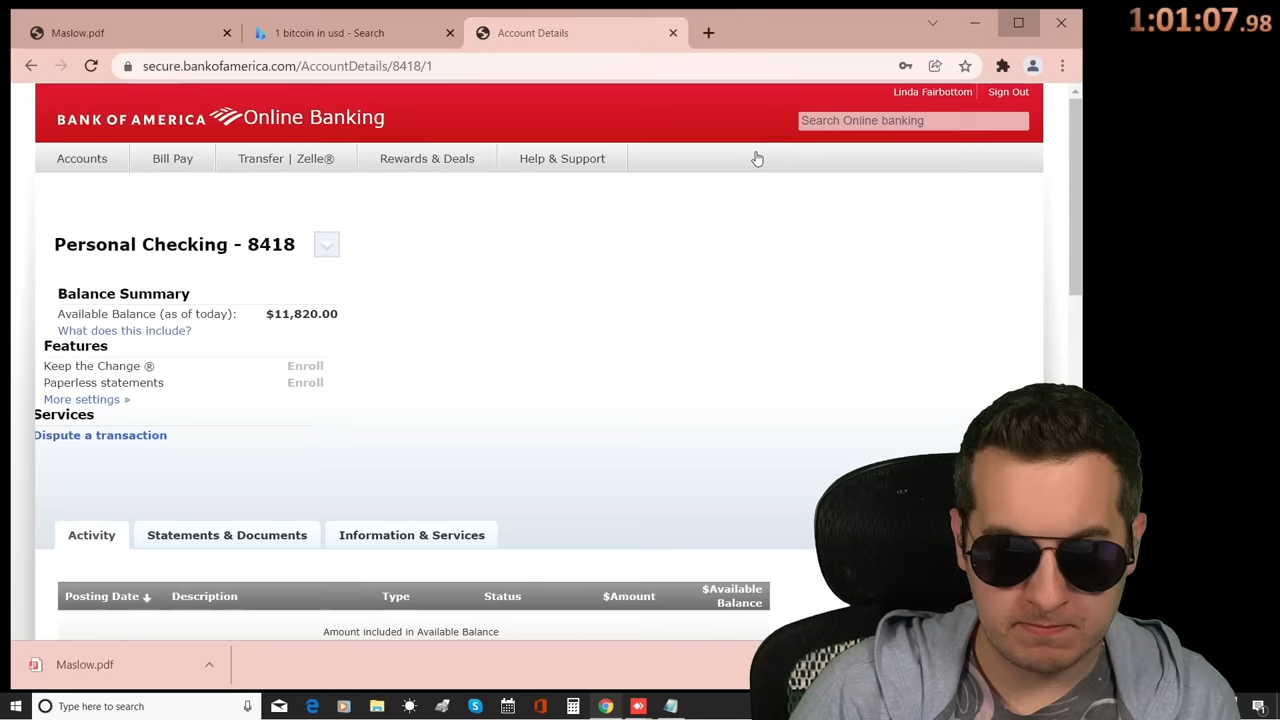 1:01:07.98
Maslow.pdf
1 bitcoin in usd - Search
Account Details
secure.bankofamerica.com/AccountDetails/8418/1
Linda Fairbottom
Sign Out
BANK OF AMERICA Online Banking
Search Online banking
Accounts
Bill Pay
Transfer | Zelle®
Rewards & Deals
Help & Support
Personal Checking - 8418
Balance Summary
Available Balance (as of today): $11,820.00
What does this include?
Features
Keep the Change ® Enroll
Paperless statements Enroll
More settings »
Services
Dispute a transaction
Activity
Statements & Documents
Information & Services
Posting Date
Description
Type
Status
$Amount
$Available
Balance
Amount included in Available Balance
Maslow.pdf
Type here to search